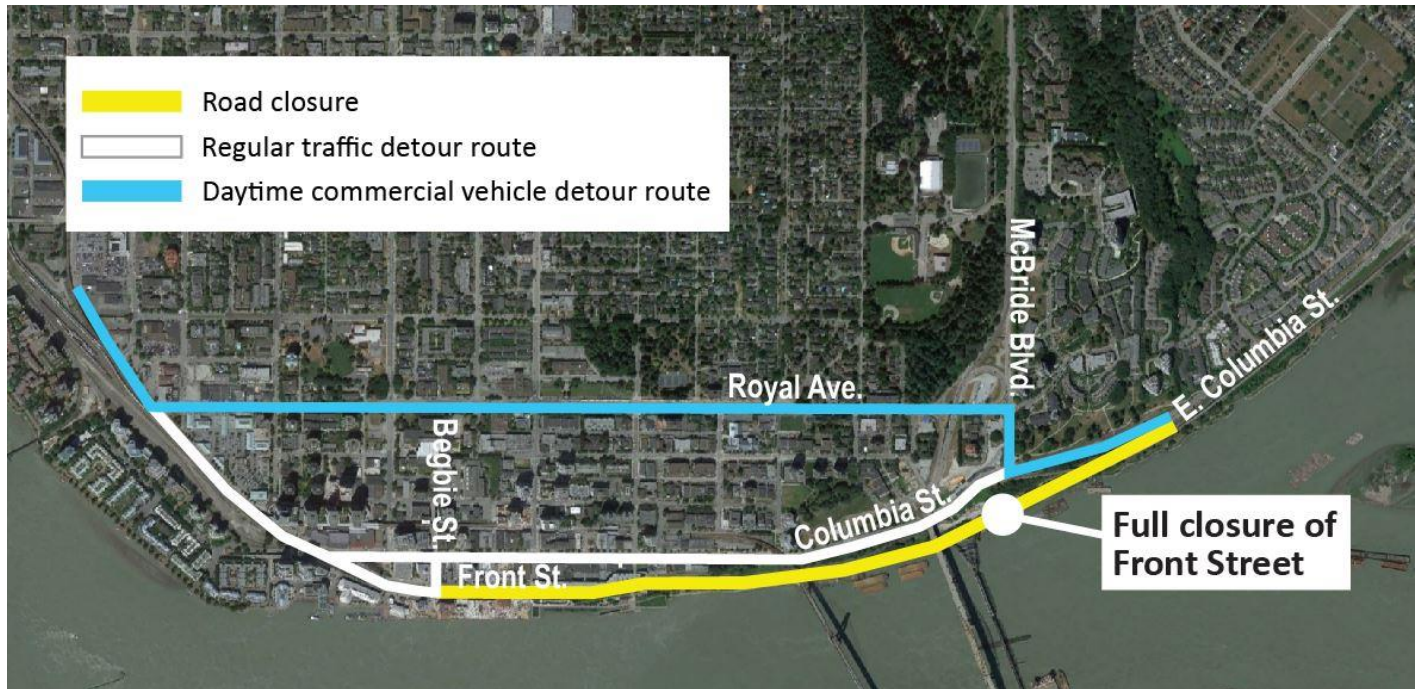 Road closure
Regular traffic detour route
Daytime commercial vehicle detour route
McBride Blvd.
E. Columbia St.
Royal Ave.
Begbie St.
Columbia St.
Front St.
Full closure of
Front Street